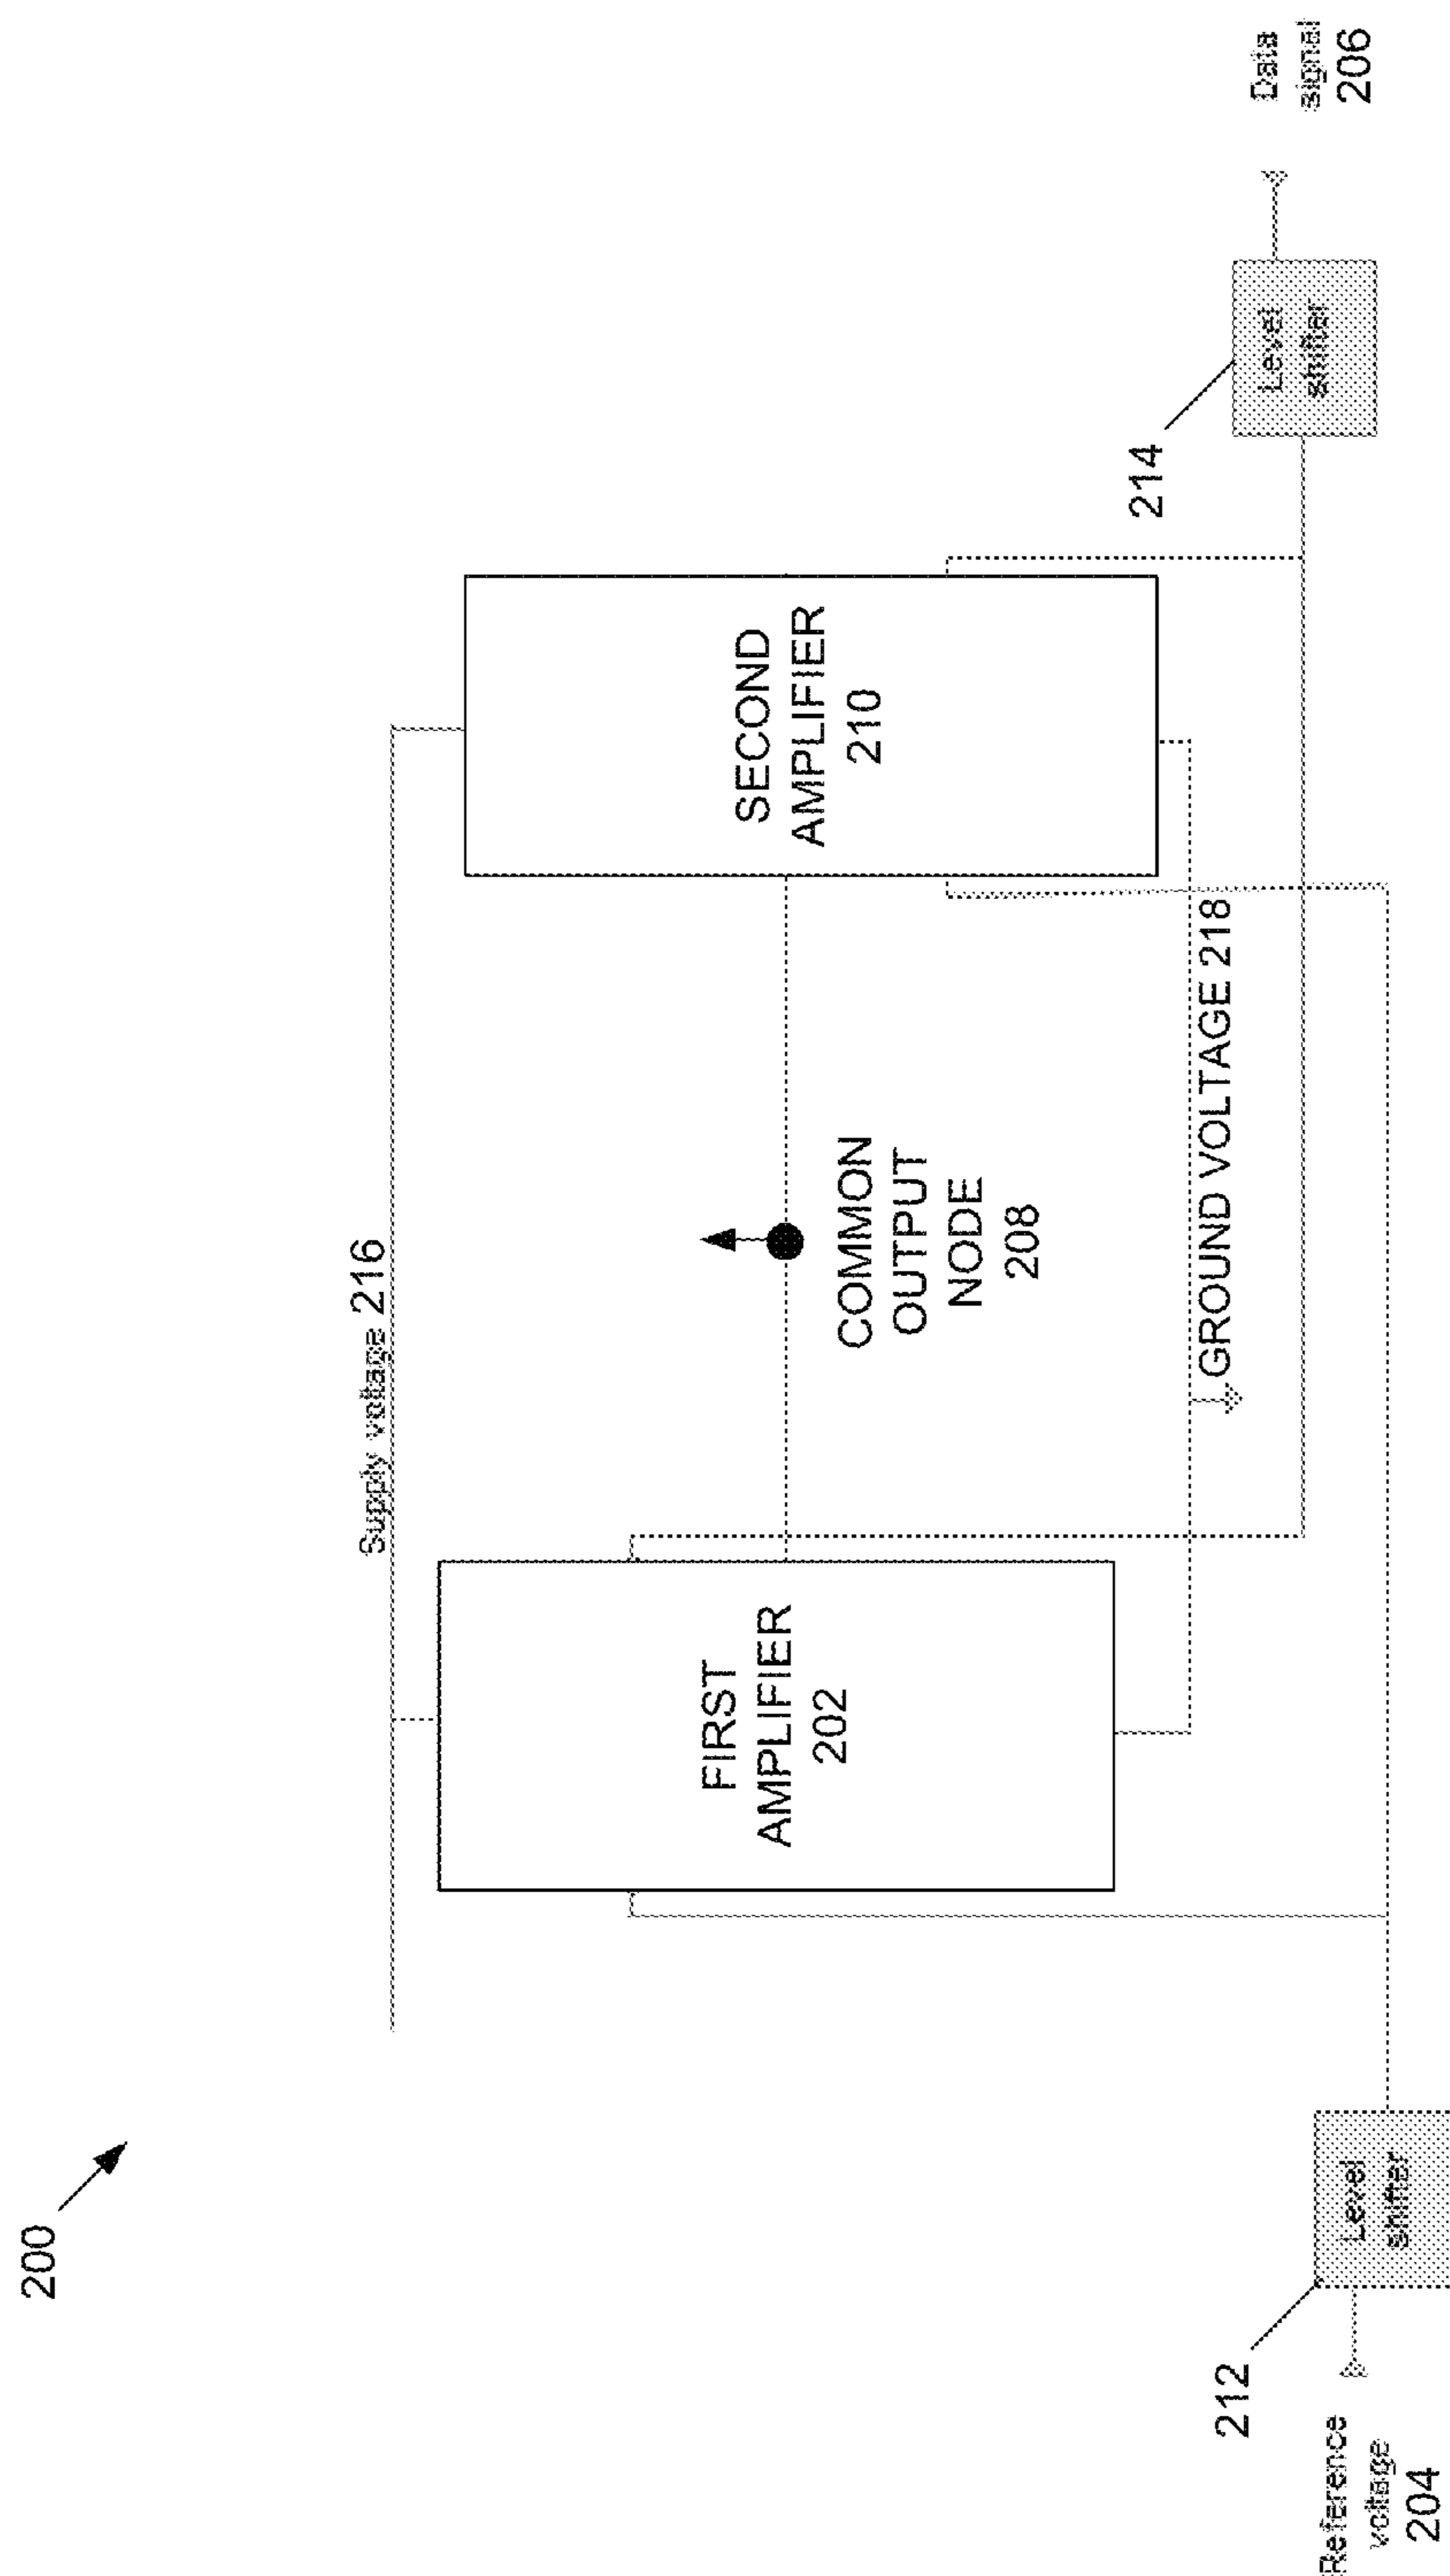 200
Supply voltage 216
FIRST
AMPLIFIER
202
SECOND
AMPLIFIER
210
COMMON
OUTPUT
NODE
208
GROUND VOLTAGE 218
214
Level
shifter
Data
signal
206
212
Level
shifter
Reference
voltage
204